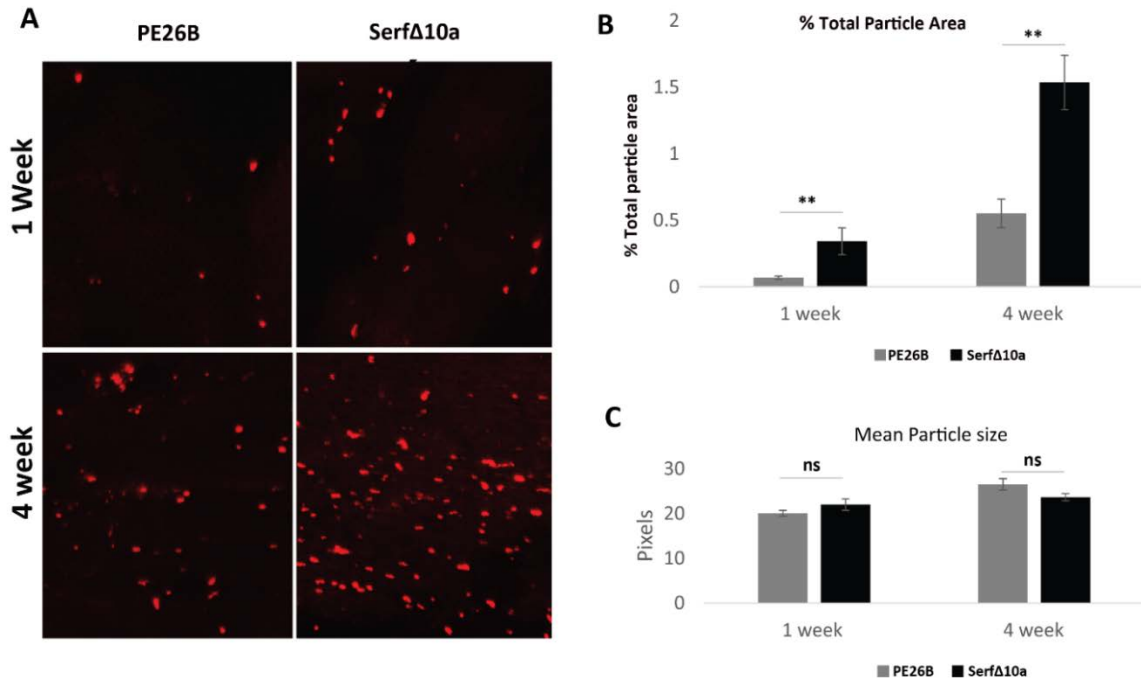 A
PE26B
SerfΔ10a
1 Week
4 week
B
% Total Particle Area
% Total particle area
2
1.5
1
0.5
0
**
**
1 week
4 week
PE26B
SerfΔ10a
C
Mean Particle size
Pixels
30
20
10
0
ns
ns
1 week
4 week
PE26B
SerfΔ10a